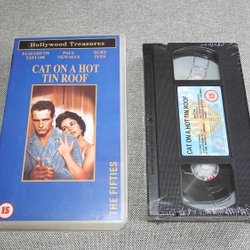 Hollywood Treasures
ELIZABETH TAYLOR
PAUL NEWMAN
BURL IVES
CAT ON A HOT
TIN ROOF
THE FIFTIES
15
CAT ON A HOT TIN ROOF
15